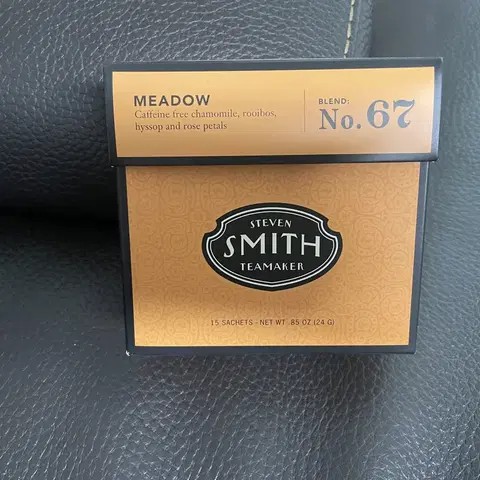 MEADOW
Caffeine free chamomile, rooibos,
hyssop and rose petals
BLEND:
No. 67
STEVEN
SMITH
TEAMAKER
15 SACHETS - NET WT .85 OZ (24 G)